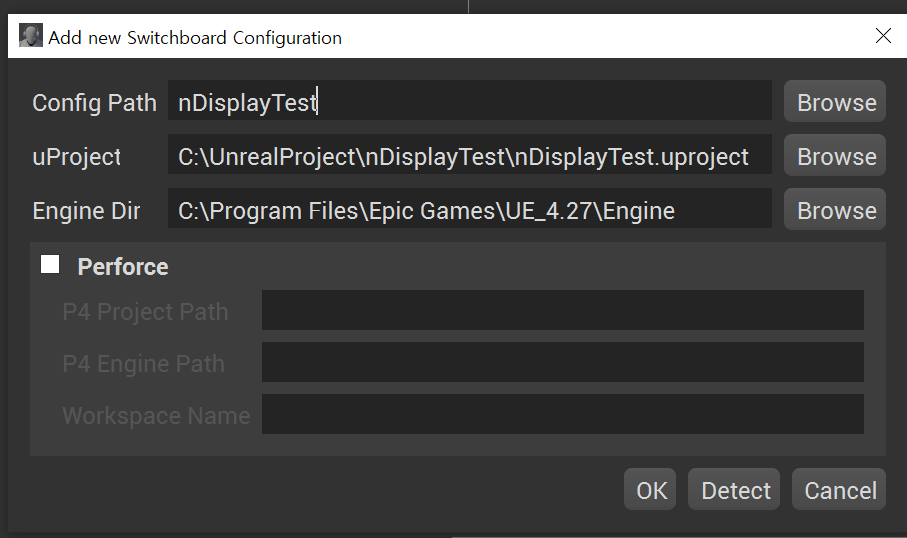 Add new Switchboard Configuration
Config Path nDisplayTest Browse
uProject C:\UnrealProject\nDisplayTest\nDisplayTest.uproject Browse
Engine Dir C:\Program Files\Epic Games\UE_4.27\Engine Browse
Perforce
P4 Project Path
P4 Engine Path
Workspace Name
OK Detect Cancel